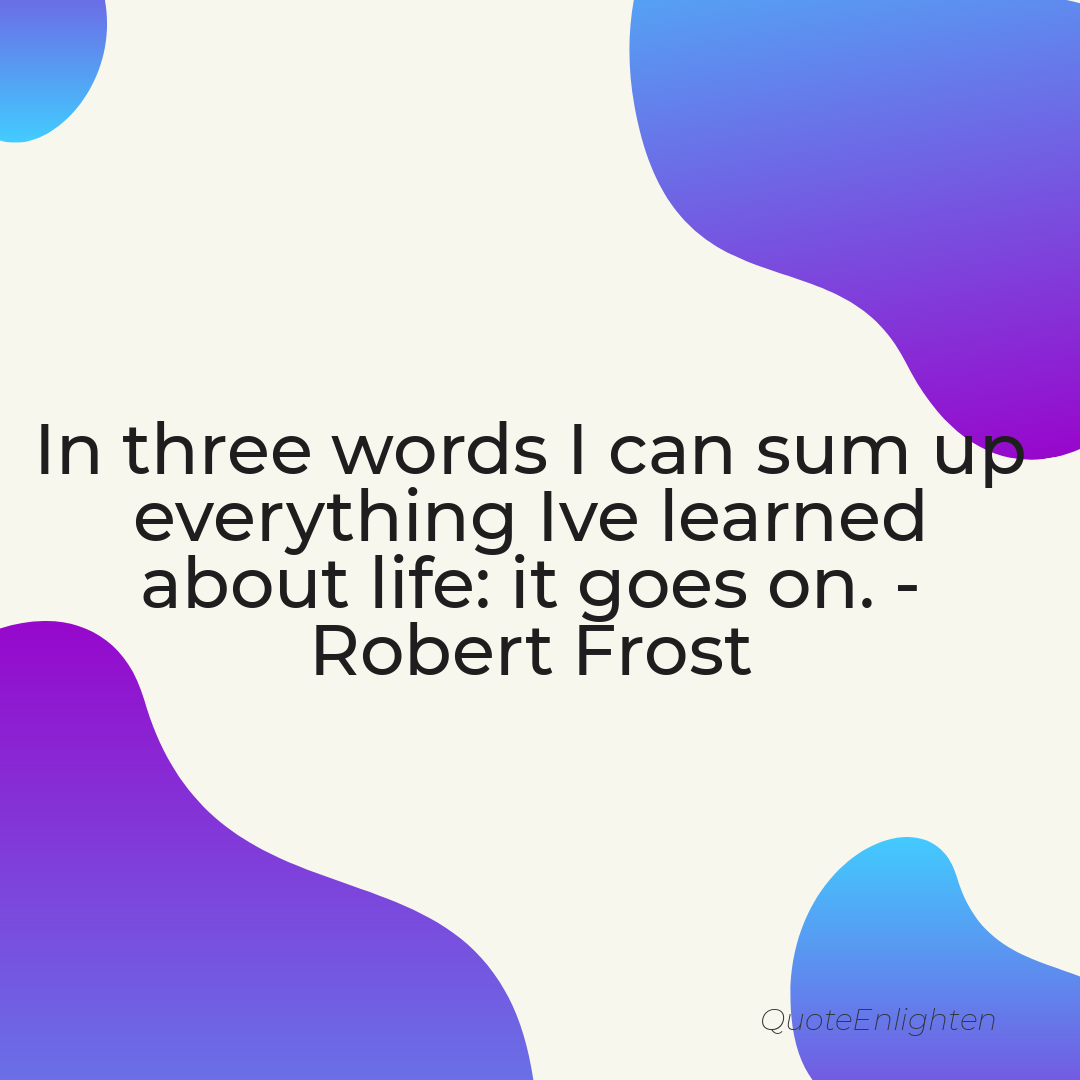 In three words I can sum up
everything Ive learned
about life: it goes on. -
Robert Frost
QuoteEnlighten